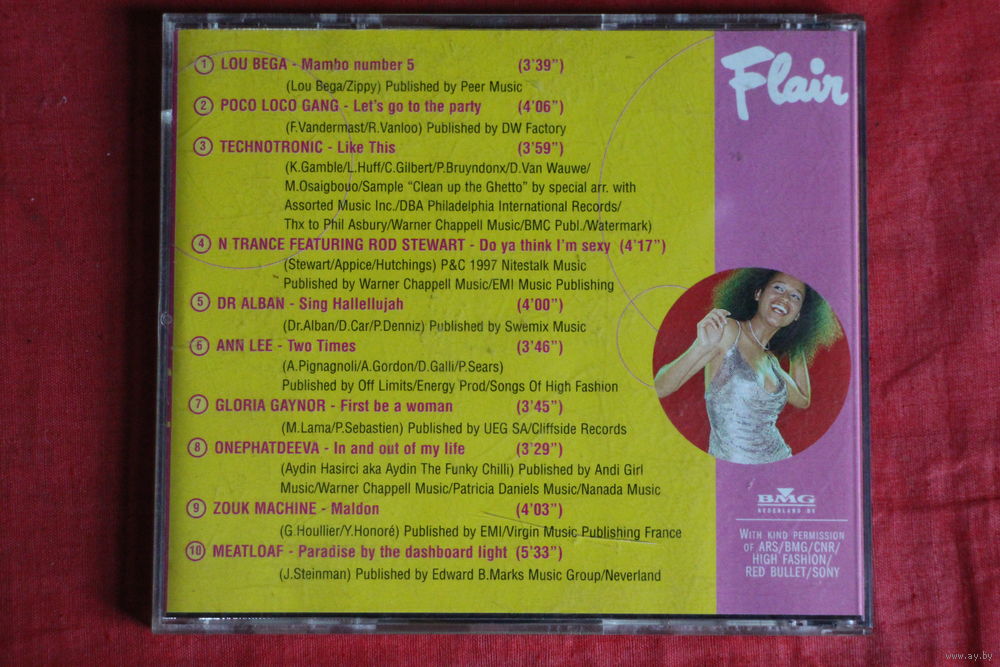 1 LOU BEGA - Mambo number 5 (3'39")
(Lou Bega/Zippy) Published by Peer Music
2 POCO LOCO GANG - Let's go to the party (4'06")
(F.Vandermast/R.Vanloo) Published by DW Factory
3 TECHNOTRONIC - Like This (3'59")
(K.Gamble/L.Huff/C.Gilbert/P.Bruyndonx/D.Van Wauwe/
M.Osaigbouo/Sample "Clean up the Ghetto" by special arr. with
Assorted Music Inc./DBA Philadelphia International Records/
Thx to Phil Asbury/Warner Chappell Music/BMC Publ./Watermark)
4 N TRANCE FEATURING ROD STEWART - Do ya think I'm sexy (4'17")
(Stewart/Appice/Hutchings) P&C 1997 Nitestalk Music
Published by Warner Chappell Music/EMI Music Publishing
5 DR ALBAN - Sing Hallellujah (4'00")
(Dr.Alban/D.Car/P.Denniz) Published by Swemix Music
6 ANN LEE - Two Times (3'46")
(A.Pignagnoli/A.Gordon/D.Galli/P.Sears)
Published by Off Limits/Energy Prod/Songs Of High Fashion
7 GLORIA GAYNOR - First be a woman (3'45")
(M.Lama/P.Sebastien) Published by UEG SA/Cliffside Records
8 ONEPHATDEEVA - In and out of my life (3'29")
(Aydin Hasirci aka Aydin The Funky Chilli) Published by Andi Girl
Music/Warner Chappell Music/Patricia Daniels Music/Nanada Music
9 ZOUK MACHINE - Maldon (4'03")
(G.Houllier/Y.Honoré) Published by EMI/Virgin Music Publishing France
10 MEATLOAF - Paradise by the dashboard light (5'33")
(J.Steinman) Published by Edward B.Marks Music Group/Neverland
Flair
BMG
NEDERLAND BV
WITH KIND PERMISSION
OF ARS/BMG/CNR/
HIGH FASHION/
RED BULLET/SONY
www.ay.by